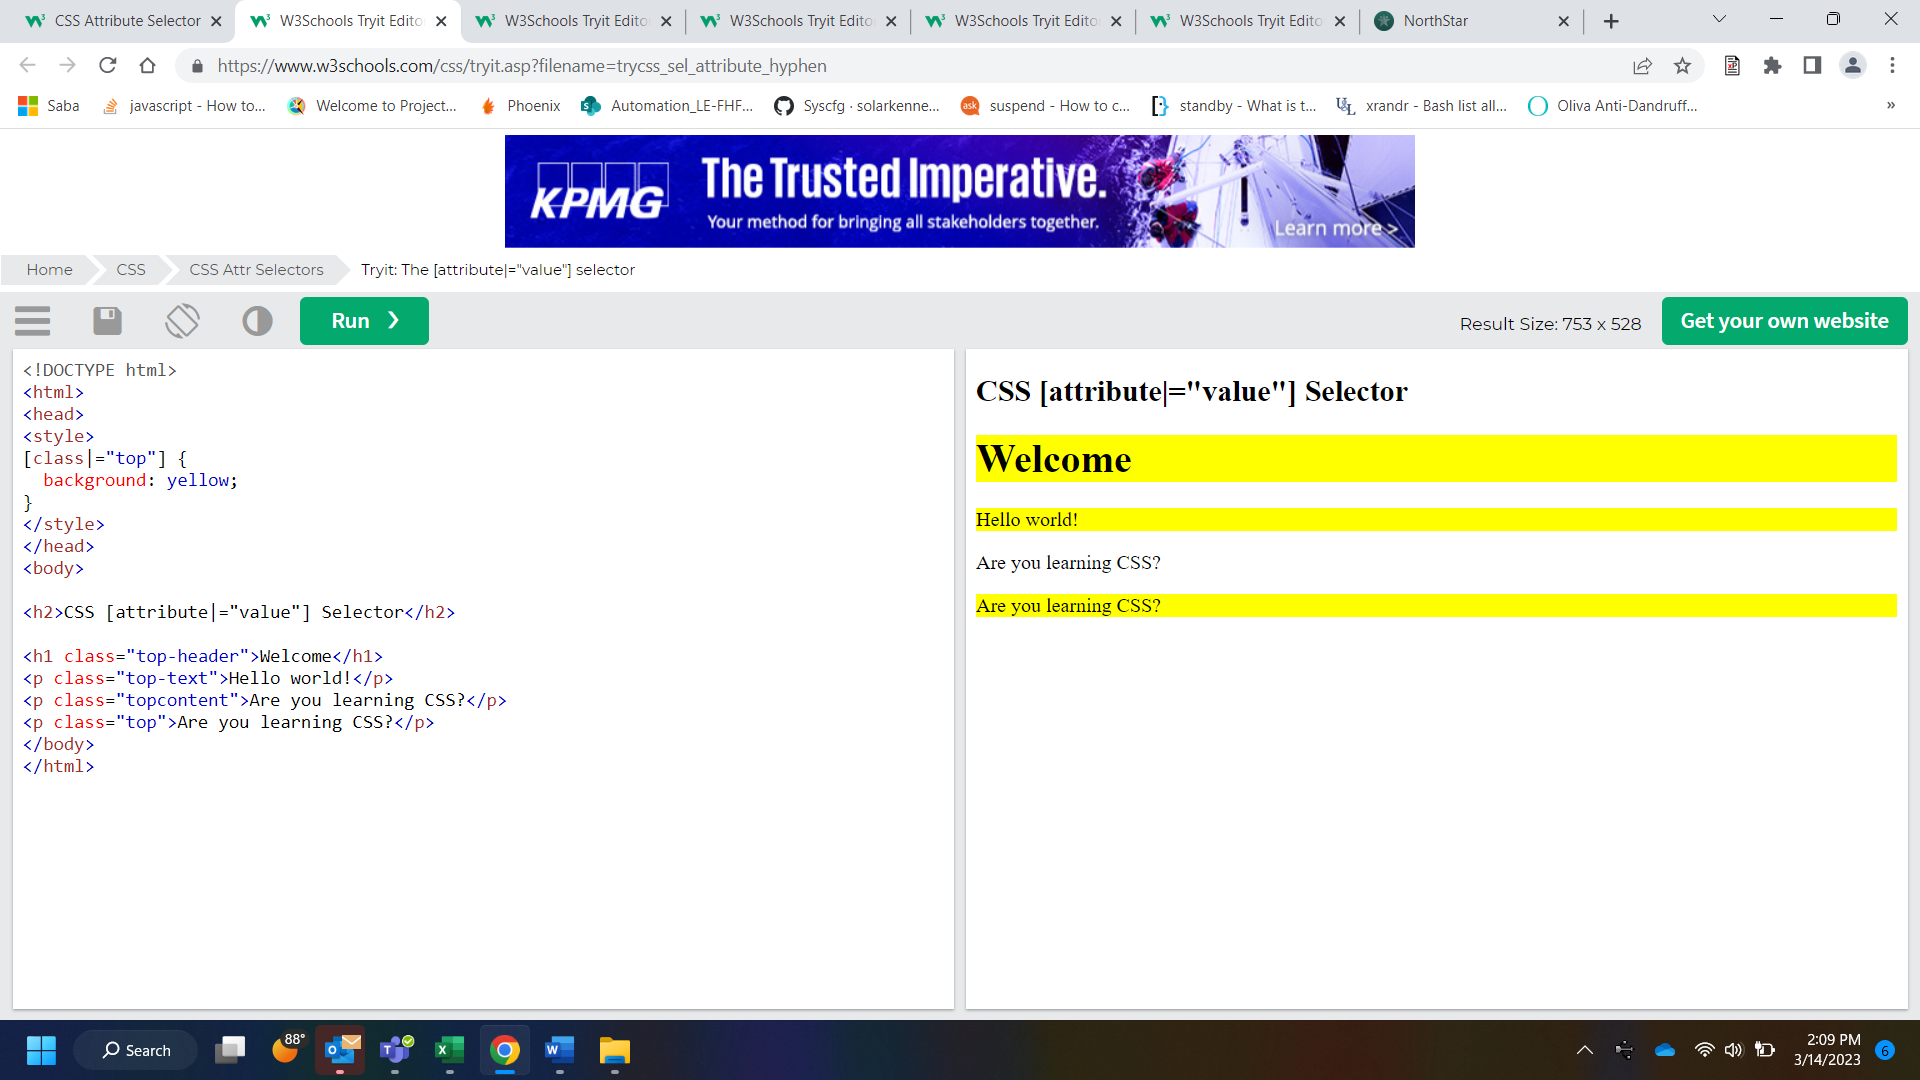 CSS Attribute Selector
W3Schools Tryit Edito
W3Schools Tryit Edito
W3Schools Tryit Edito
W3Schools Tryit Edito
W3Schools Tryit Edito
NorthStar
https://www.w3schools.com/css/tryit.asp?filename=trycss_sel_attribute_hyphen
Saba
javascript - How to...
Welcome to Project...
Phoenix
Automation_LE-FHF...
Syscfg · solarkenne...
ask
suspend - How to c...
standby - What is t...
U&L
xrandr - Bash list all...
Oliva Anti-Dandruff...
»
KPMG
The Trusted Imperative.
Your method for bringing all stakeholders together.
Learn more >
Home
CSS
CSS Attr Selectors
Tryit: The [attribute|="value"] selector
Run ❯
Result Size: 753 x 528
Get your own website
<!DOCTYPE html>
<html>
<head>
<style>
[class|="top"] {
  background: yellow;
}
</style>
</head>
<body>
<h2>CSS [attribute|="value"] Selector</h2>
<h1 class="top-header">Welcome</h1>
<p class="top-text">Hello world!</p>
<p class="topcontent">Are you learning CSS?</p>
<p class="top">Are you learning CSS?</p>
</body>
</html>
CSS [attribute|="value"] Selector
Welcome
Hello world!
Are you learning CSS?
Are you learning CSS?
Search
88°
2:09 PM
3/14/2023
6